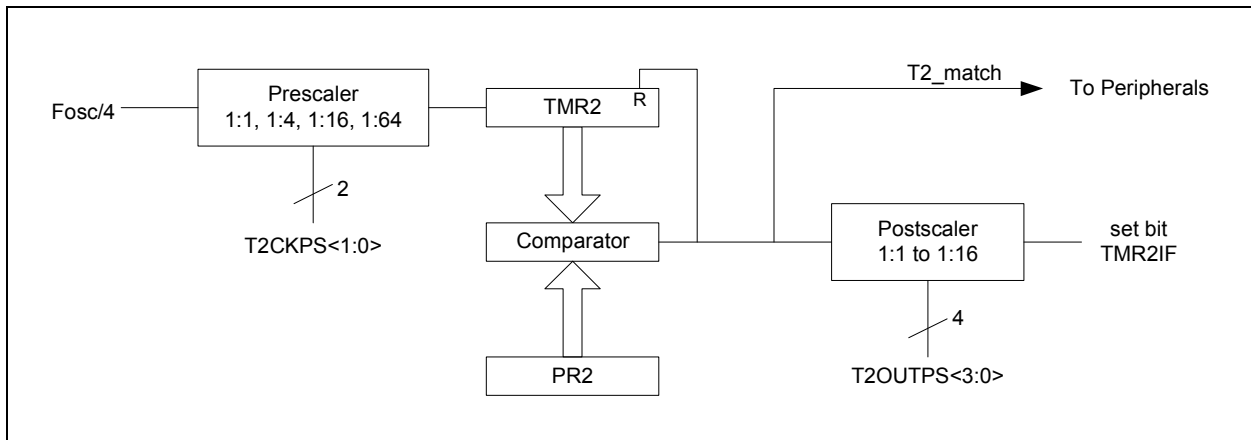 T2_match
To Peripherals
Fosc/4
Prescaler
1:1, 1:4, 1:16, 1:64
TMR2
R
2
T2CKPS<1:0>
Comparator
Postscaler
1:1 to 1:16
set bit
TMR2IF
4
T2OUTPS<3:0>
PR2